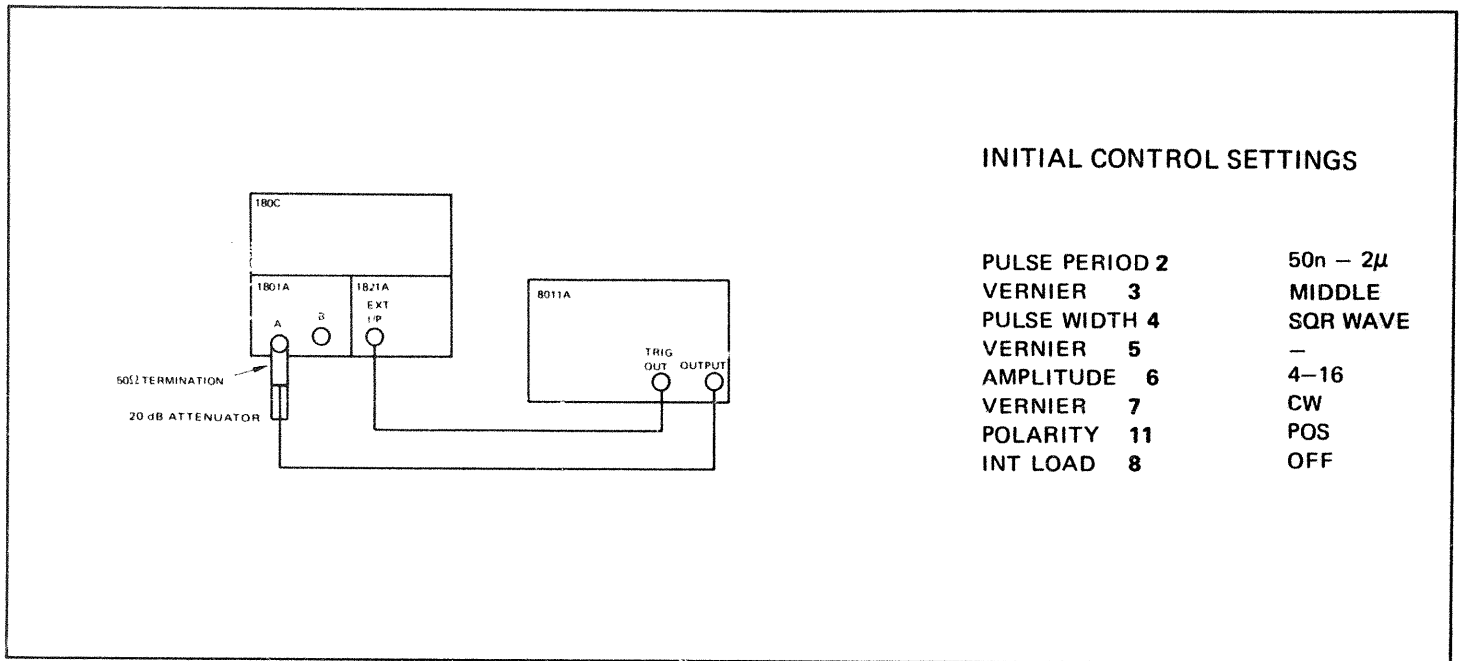 INITIAL CONTROL SETTINGS
180C
1801A
1821A
EXT
I/P
A
B
8011A
TRIG
OUT
OUTPUT
50Ω TERMINATION
20 dB ATTENUATOR
PULSE PERIOD 2 50n – 2μ
VERNIER 3 MIDDLE
PULSE WIDTH 4 SQR WAVE
VERNIER 5 –
AMPLITUDE 6 4–16
VERNIER 7 CW
POLARITY 11 POS
INT LOAD 8 OFF